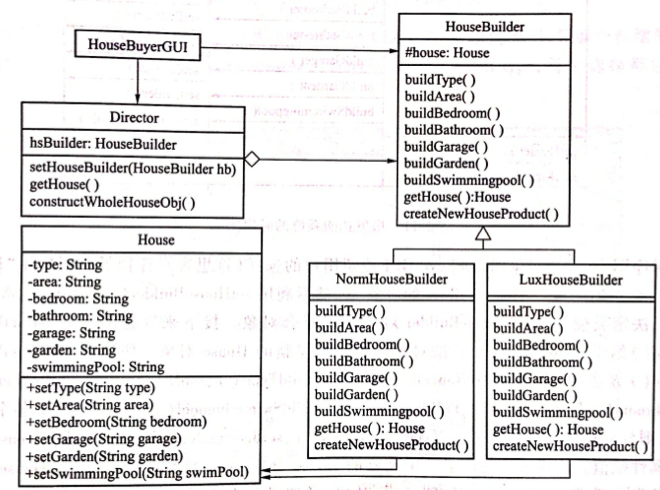 HouseBuyerGUI
HouseBuilder
#house: House
buildType( )
buildArea( )
buildBedroom( )
buildBathroom( )
buildGarage( )
buildGarden( )
buildSwimmingpool( )
getHouse( ):House
createNewHouseProduct( )
Director
hsBuilder: HouseBuilder
setHouseBuilder(HouseBuilder hb)
getHouse( )
constructWholeHouseObj( )
House
-type: String
-area: String
-bedroom: String
-bathroom: String
-garage: String
-garden: String
-swimmingPool: String
+setType(String type)
+setArea(String area)
+setBedroom(String bedroom)
+setGarage(String garage)
+setGarden(String garden)
+setSwimmingPool(String swimPool)
NormHouseBuilder
buildType( )
buildArea( )
buildBedroom( )
buildBathroom( )
buildGarage( )
buildGarden( )
buildSwimmingpool( )
getHouse( ): House
createNewHouseProduct( )
LuxHouseBuilder
buildType( )
buildArea( )
buildBedroom( )
buildBathroom( )
buildGarage( )
buildGarden( )
buildSwimmingpool( )
getHouse( ): House
createNewHouseProduct( )